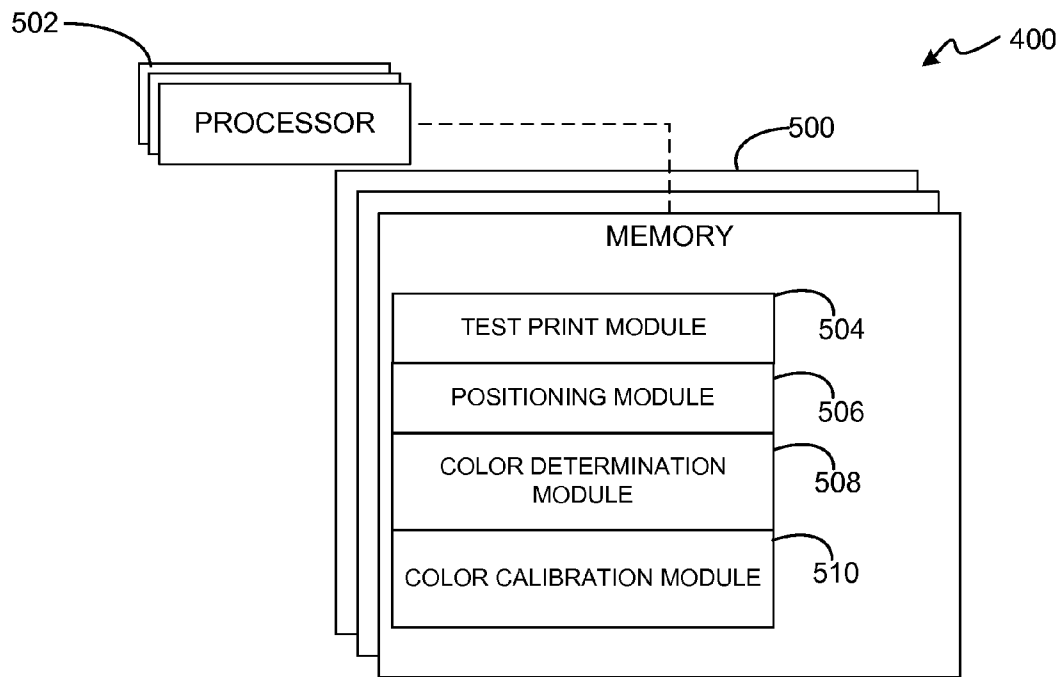 502
400
PROCESSOR
500
MEMORY
TEST PRINT MODULE
504
POSITIONING MODULE
506
COLOR DETERMINATION
MODULE
508
COLOR CALIBRATION MODULE
510